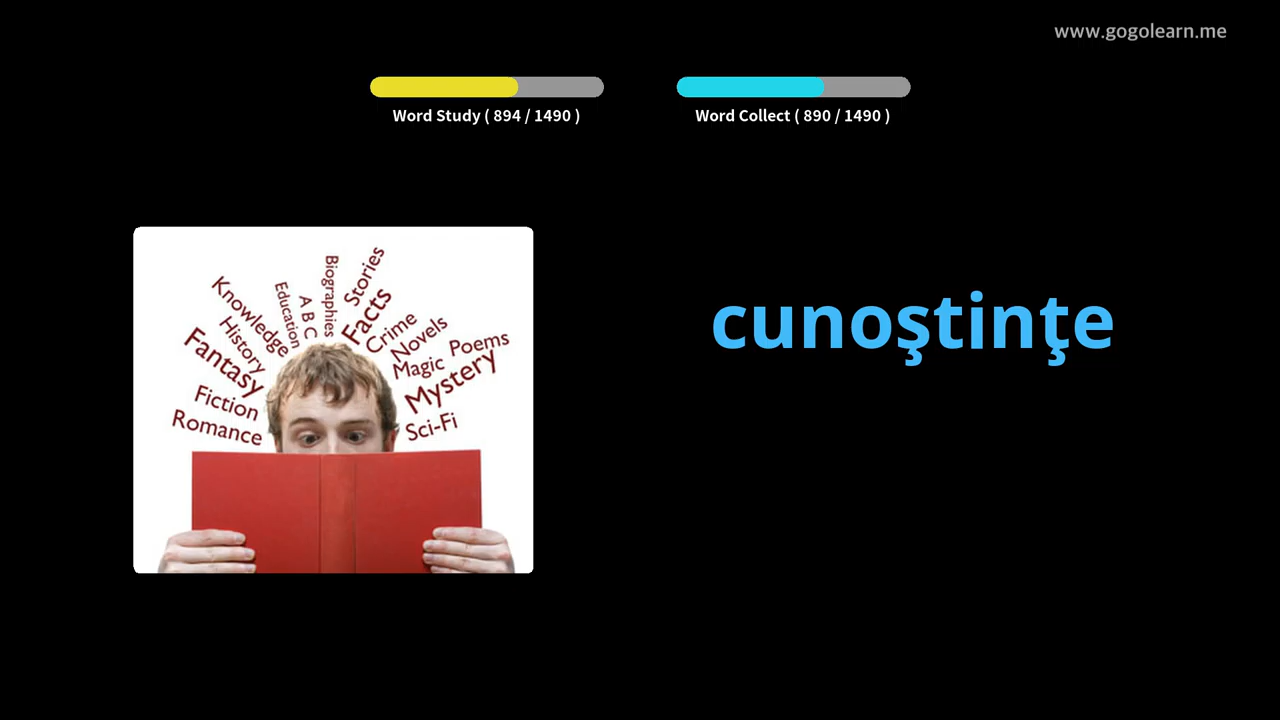 www.gogolearn.me
Word Study ( 894 / 1490 )
Word Collect ( 890 / 1490 )
cunoştinţe
Biographies
Stories
Education
A B C
Facts
Knowledge
History
Crime
Novels
Fantasy
Magic
Poems
Mystery
Fiction
Romance
Sci-Fi